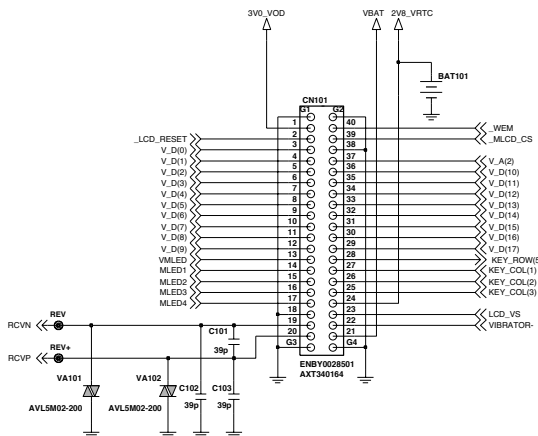 3V0_VOD VBAT 2V8_VRTC
BAT101
CN101
G1 G2
1 40 _WEM
_LCD_RESET 2 39 _MLCD_CS
V_D(0) 3 38
V_D(1) 4 37 V_A(2)
V_D(2) 5 36 V_D(10)
V_D(3) 6 35 V_D(11)
V_D(4) 7 34 V_D(12)
V_D(5) 8 33 V_D(13)
V_D(6) 9 32 V_D(14)
V_D(7) 10 31 V_D(15)
V_D(8) 11 30 V_D(16)
V_D(9) 12 29 V_D(17)
VMLED 13 28 KEY_ROW(5
MLED1 14 27 KEY_COL(1)
MLED2 15 26 KEY_COL(2)
MLED3 16 25 KEY_COL(3)
MLED4 17 24
18 23 LCD_VS
RCVN REV 19 22 VIBRATOR-
C101 20 21
39p G3 G4
RCVP REV+
ENBY0028501
AXT340164
VA101 VA102 C102 C103
AVL5M02-200 AVL5M02-200 39p 39p